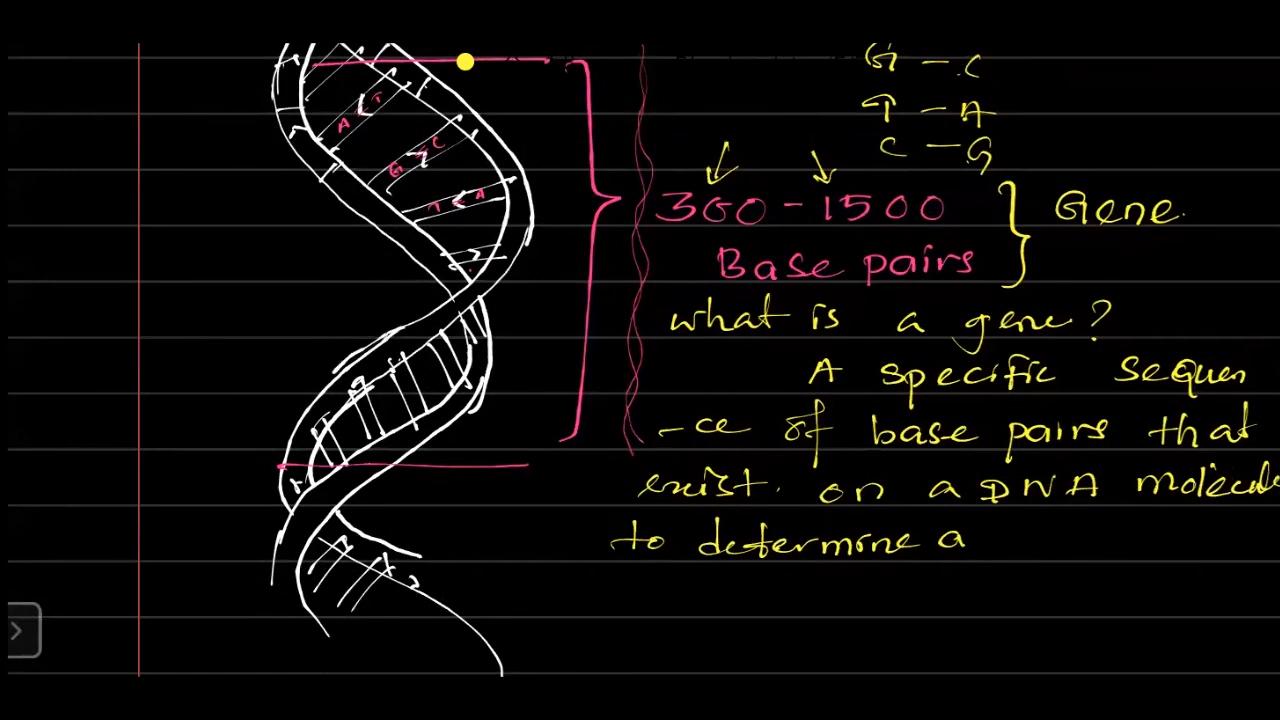 G - C
T - A
C - G
A T
G C
T A
300 - 1500 } Gene.
Base pairs
what is a gene?
A specific sequen
-ce of base pairs that
exist. on a DNA molecule
to determine a